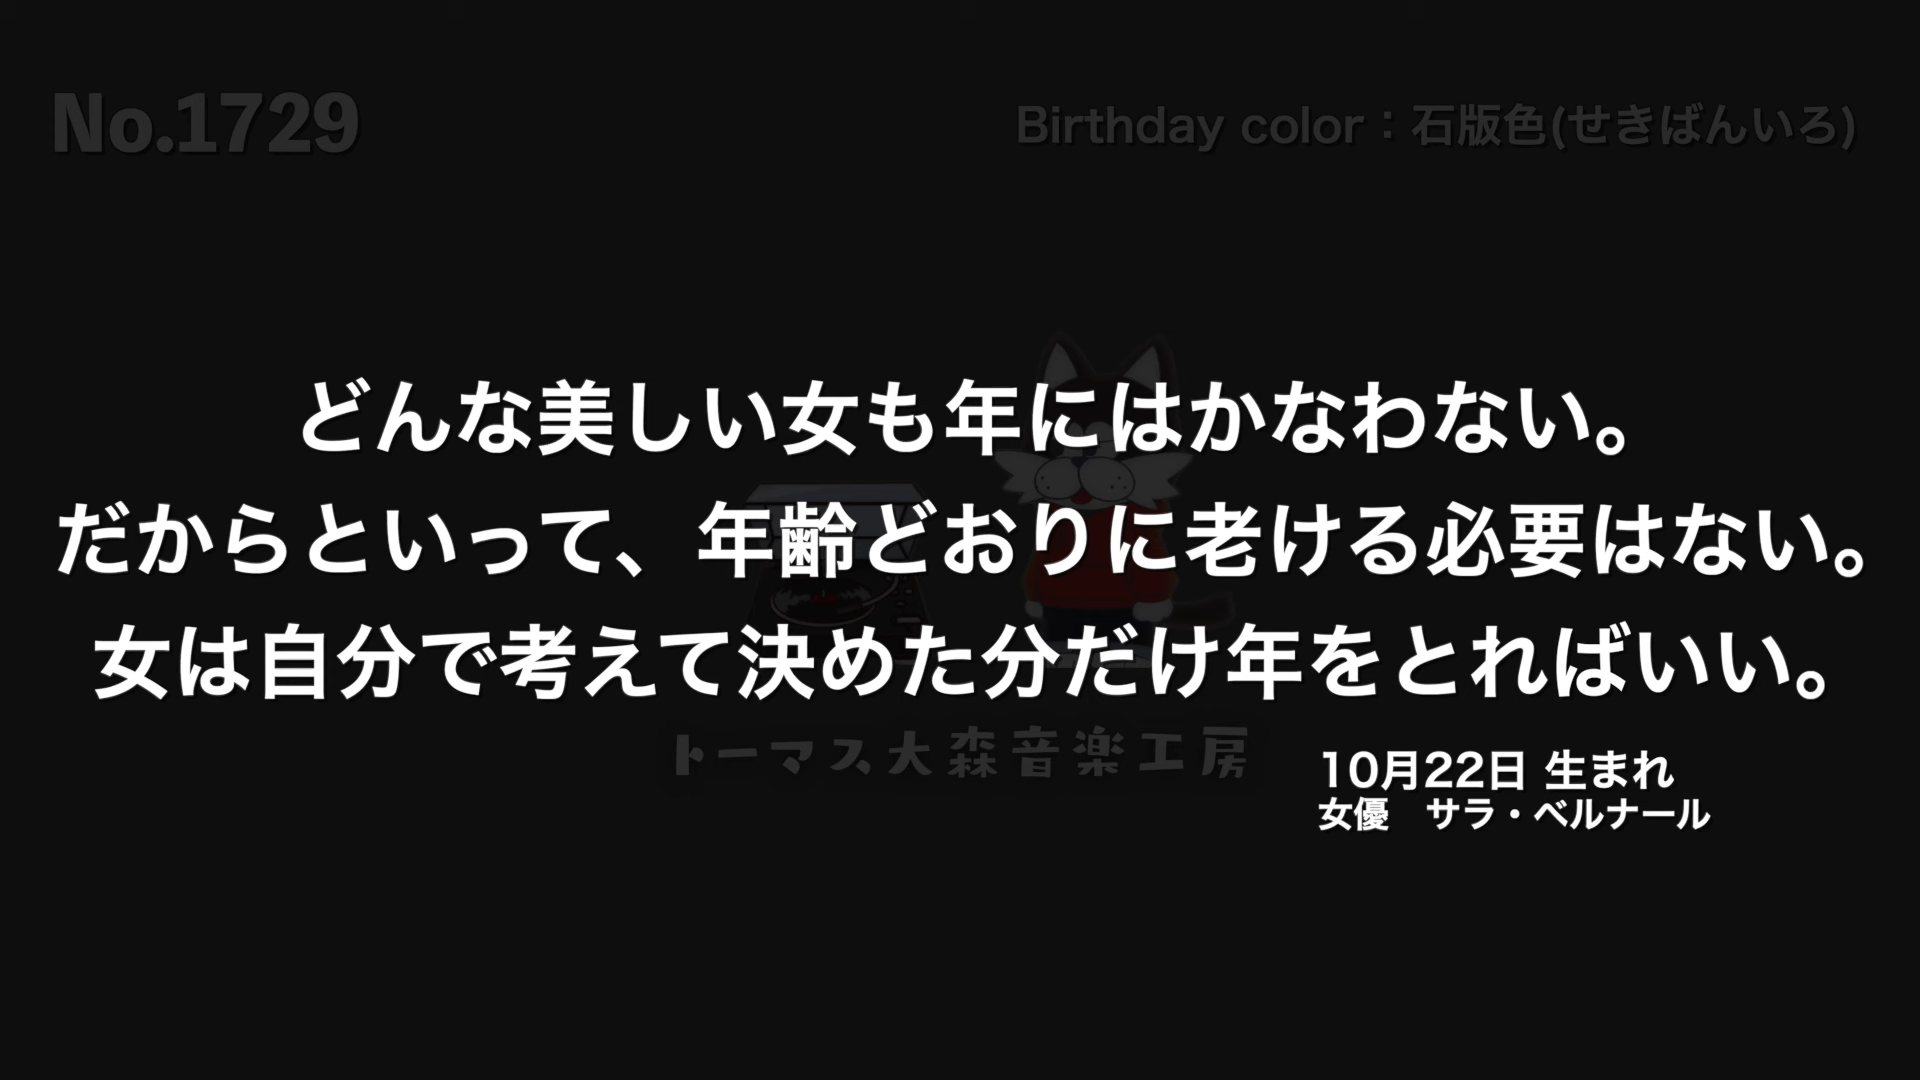 No.1729
Birthday color：石版色(せきばんいろ)
どんな美しい女も年にはかなわない。
だからといって、年齢どおりに老ける必要はない。
女は自分で考えて決めた分だけ年をとればいい。
トーマス大森音楽工房
10月22日 生まれ
女優　サラ・ベルナール